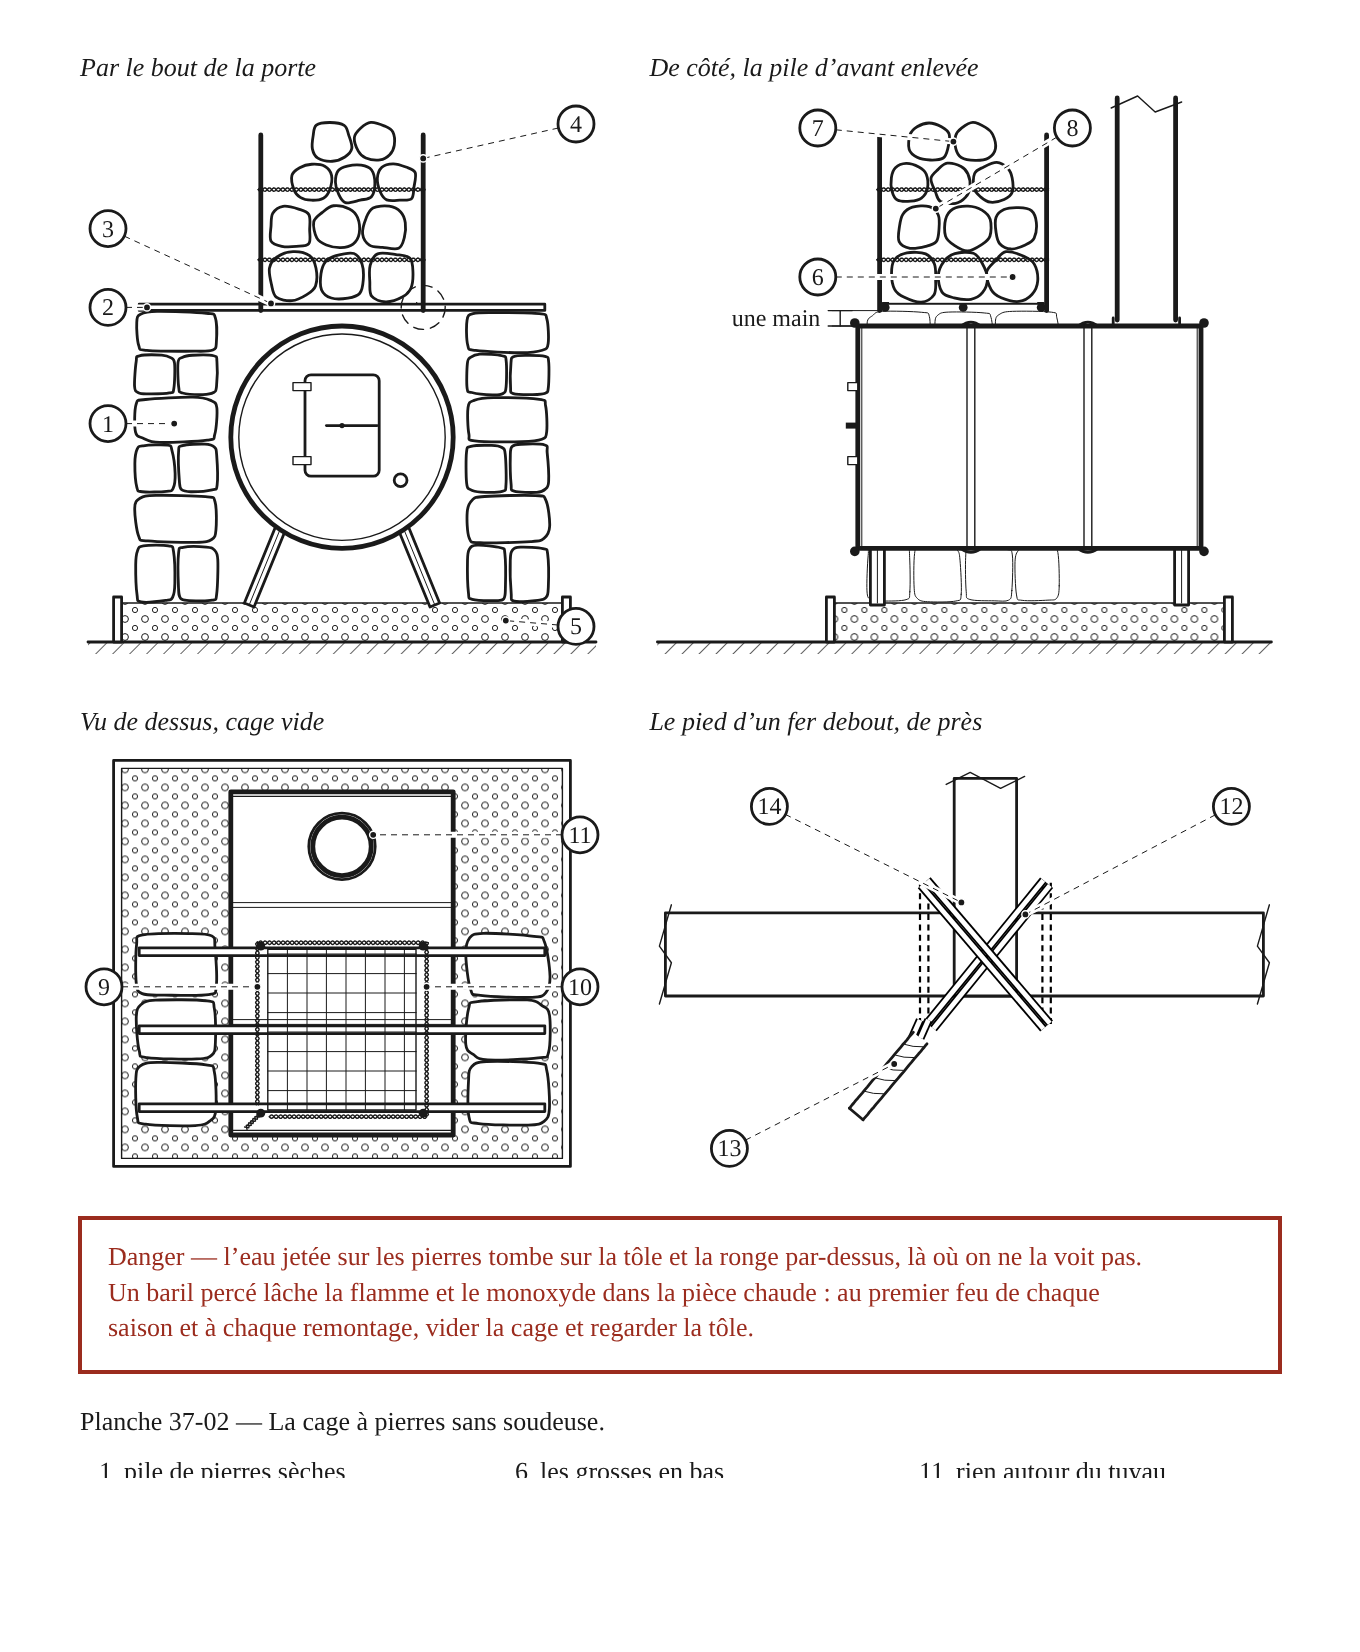 Par le bout de la porte
De côté, la pile d’avant enlevée
4
7
8
3
6
2
une main
1
5
Vu de dessus, cage vide
Le pied d’un fer debout, de près
14
12
11
9
10
13
Danger — l’eau jetée sur les pierres tombe sur la tôle et la ronge par-dessus, là où on ne la voit pas.
Un baril percé lâche la flamme et le monoxyde dans la pièce chaude : au premier feu de chaque
saison et à chaque remontage, vider la cage et regarder la tôle.
Planche 37-02 — La cage à pierres sans soudeuse.
1 pile de pierres sèches
6 les grosses en bas
11 rien autour du tuyau